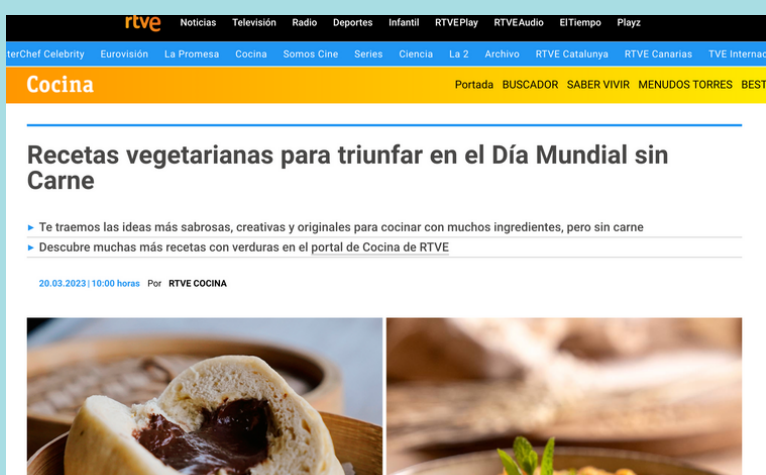 rtve Noticias Televisión Radio Deportes Infantil RTVEPlay RTVEAudio ElTiempo Playz
terChef Celebrity Eurovisión La Promesa Cocina Somos Cine Series Ciencia La 2 Archivo RTVE Catalunya RTVE Canarias TVE Internac
Cocina Portada BUSCADOR SABER VIVIR MENUDOS TORRES BEST
Recetas vegetarianas para triunfar en el Día Mundial sin
Carne
► Te traemos las ideas más sabrosas, creativas y originales para cocinar con muchos ingredientes, pero sin carne
► Descubre muchas más recetas con verduras en el portal de Cocina de RTVE
20.03.2023 | 10:00 horas Por RTVE COCINA